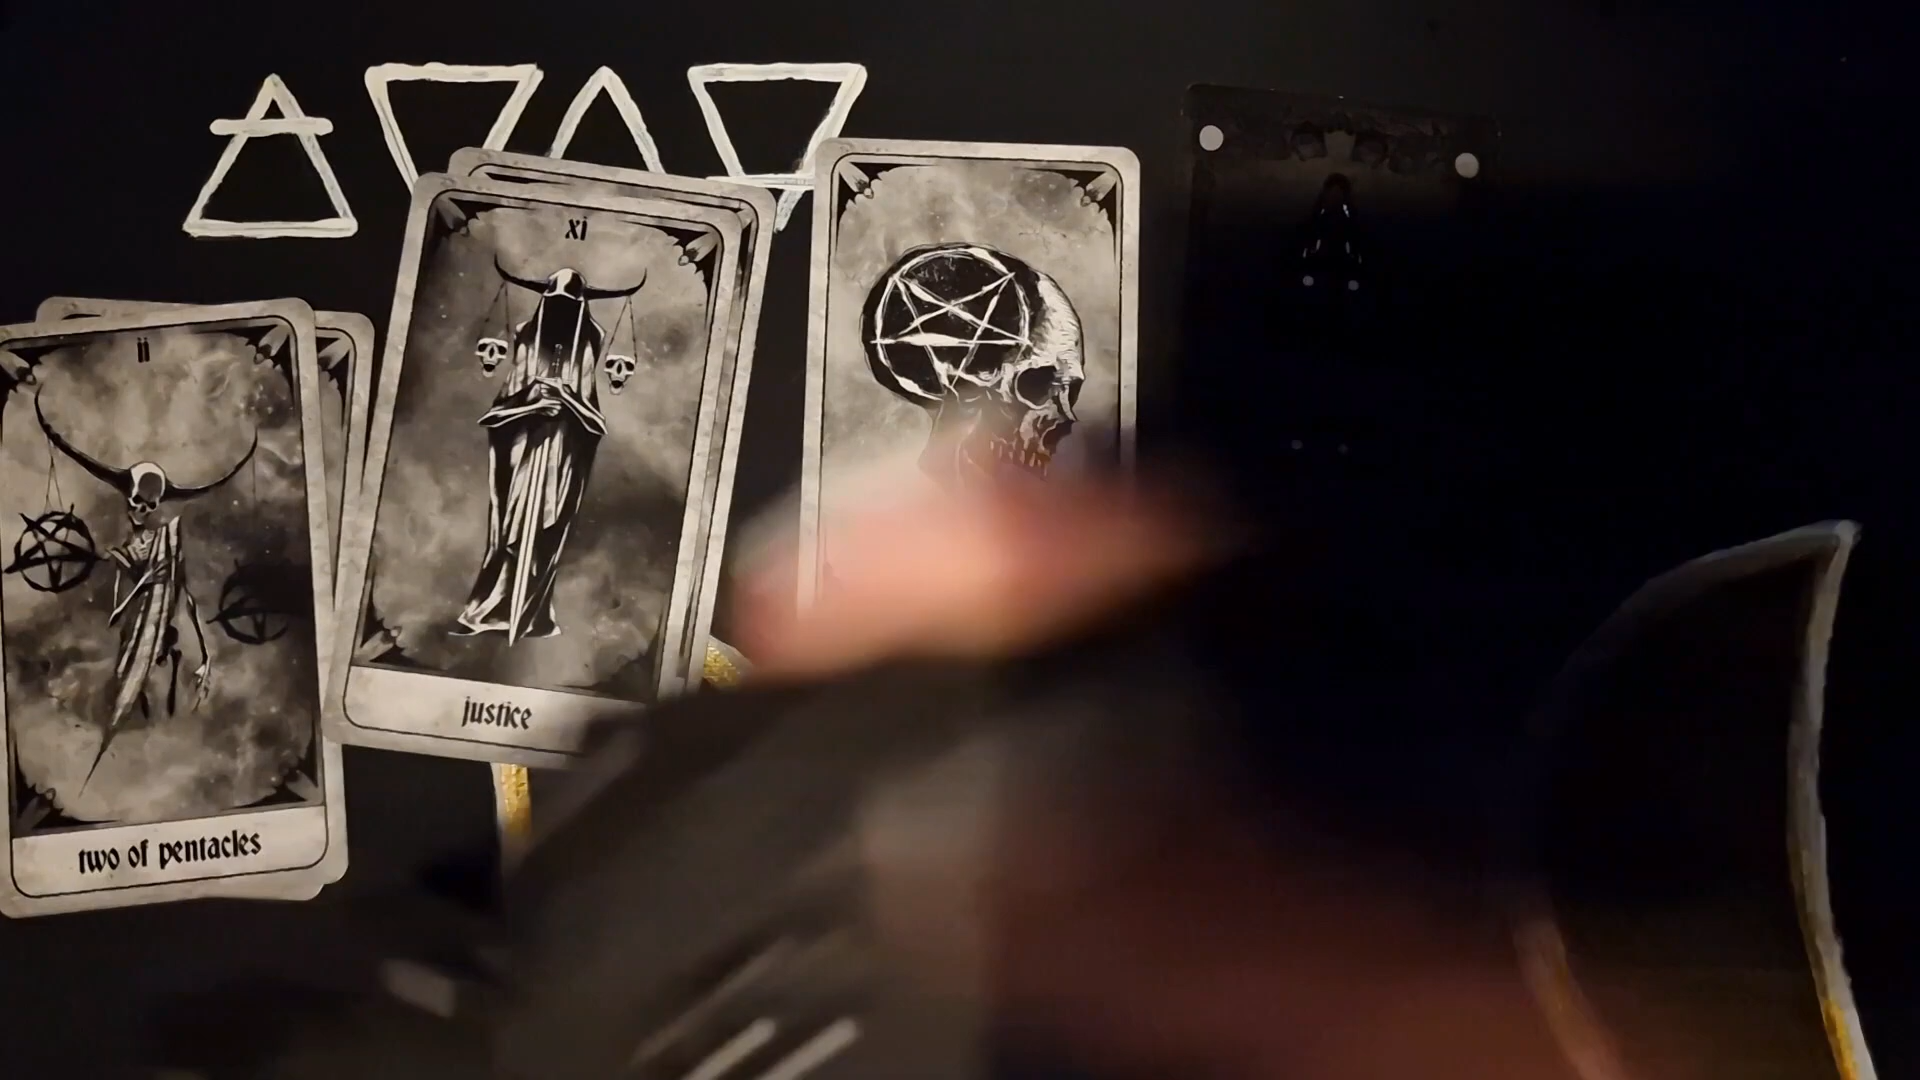 ii
two of pentacles
xi
justice